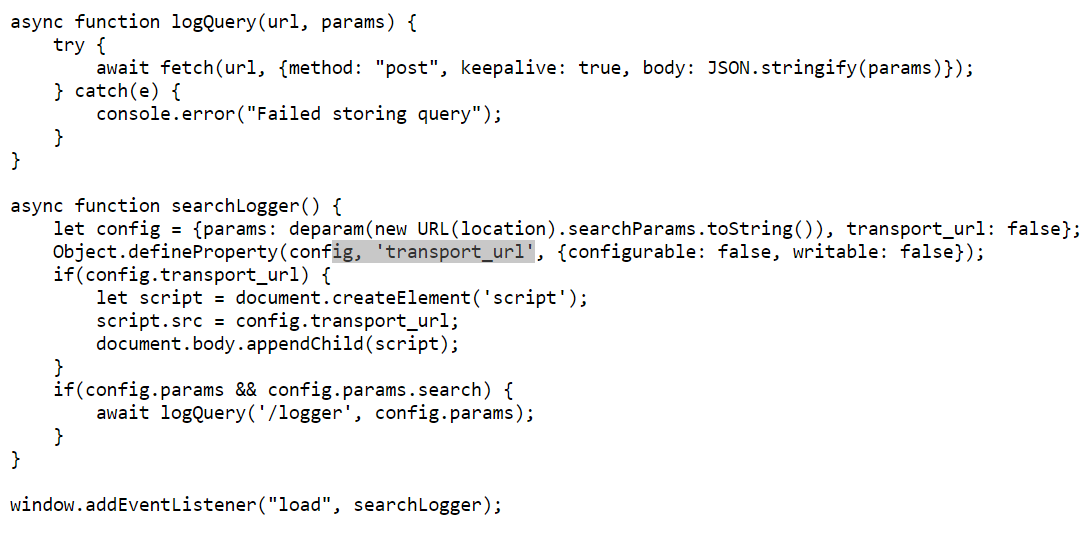 async function logQuery(url, params) {
    try {
        await fetch(url, {method: "post", keepalive: true, body: JSON.stringify(params)});
    } catch(e) {
        console.error("Failed storing query");
    }
}

async function searchLogger() {
    let config = {params: deparam(new URL(location).searchParams.toString()), transport_url: false};
    Object.defineProperty(config, 'transport_url', {configurable: false, writable: false});
    if(config.transport_url) {
        let script = document.createElement('script');
        script.src = config.transport_url;
        document.body.appendChild(script);
    }
    if(config.params && config.params.search) {
        await logQuery('/logger', config.params);
    }
}

window.addEventListener("load", searchLogger);